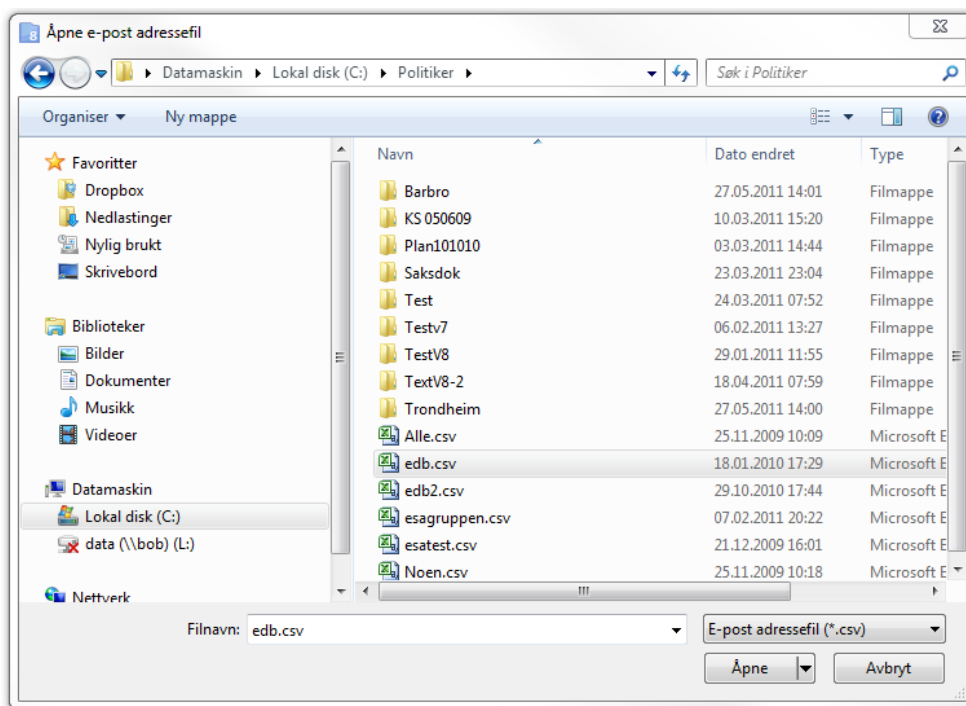 Åpne e-post adressefil
Datamaskin Lokal disk (C:) Politiker
Søk i Politiker
Organiser Ny mappe
Favoritter
Dropbox
Nedlastinger
Nylig brukt
Skrivebord
Biblioteker
Bilder
Dokumenter
Musikk
Videoer
Datamaskin
Lokal disk (C:)
data (\\bob) (L:)
Nettverk
Navn Dato endret Type
Barbro 27.05.2011 14:01 Filmappe
KS 050609 10.03.2011 15:20 Filmappe
Plan101010 03.03.2011 14:44 Filmappe
Saksdok 23.03.2011 23:04 Filmappe
Test 24.03.2011 07:52 Filmappe
Testv7 06.02.2011 13:27 Filmappe
TestV8 29.01.2011 11:55 Filmappe
TextV8-2 18.04.2011 07:59 Filmappe
Trondheim 27.05.2011 14:00 Filmappe
Alle.csv 25.11.2009 10:09 Microsoft E
edb.csv 18.01.2010 17:29 Microsoft E
edb2.csv 29.10.2010 17:44 Microsoft E
esagruppen.csv 07.02.2011 20:22 Microsoft E
esatest.csv 21.12.2009 16:01 Microsoft E
Noen.csv 25.11.2009 10:18 Microsoft E
Filnavn: edb.csv E-post adressefil (*.csv)
Åpne Avbryt